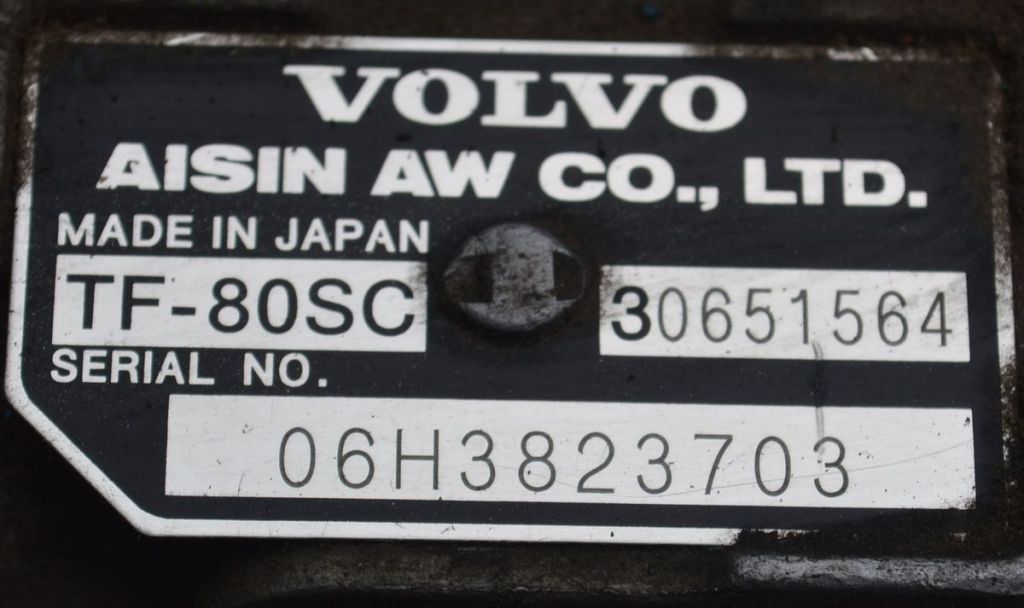 VOLVO
AISIN AW CO., LTD.
MADE IN JAPAN
TF-80SC 30651564
SERIAL NO.
06H3823703